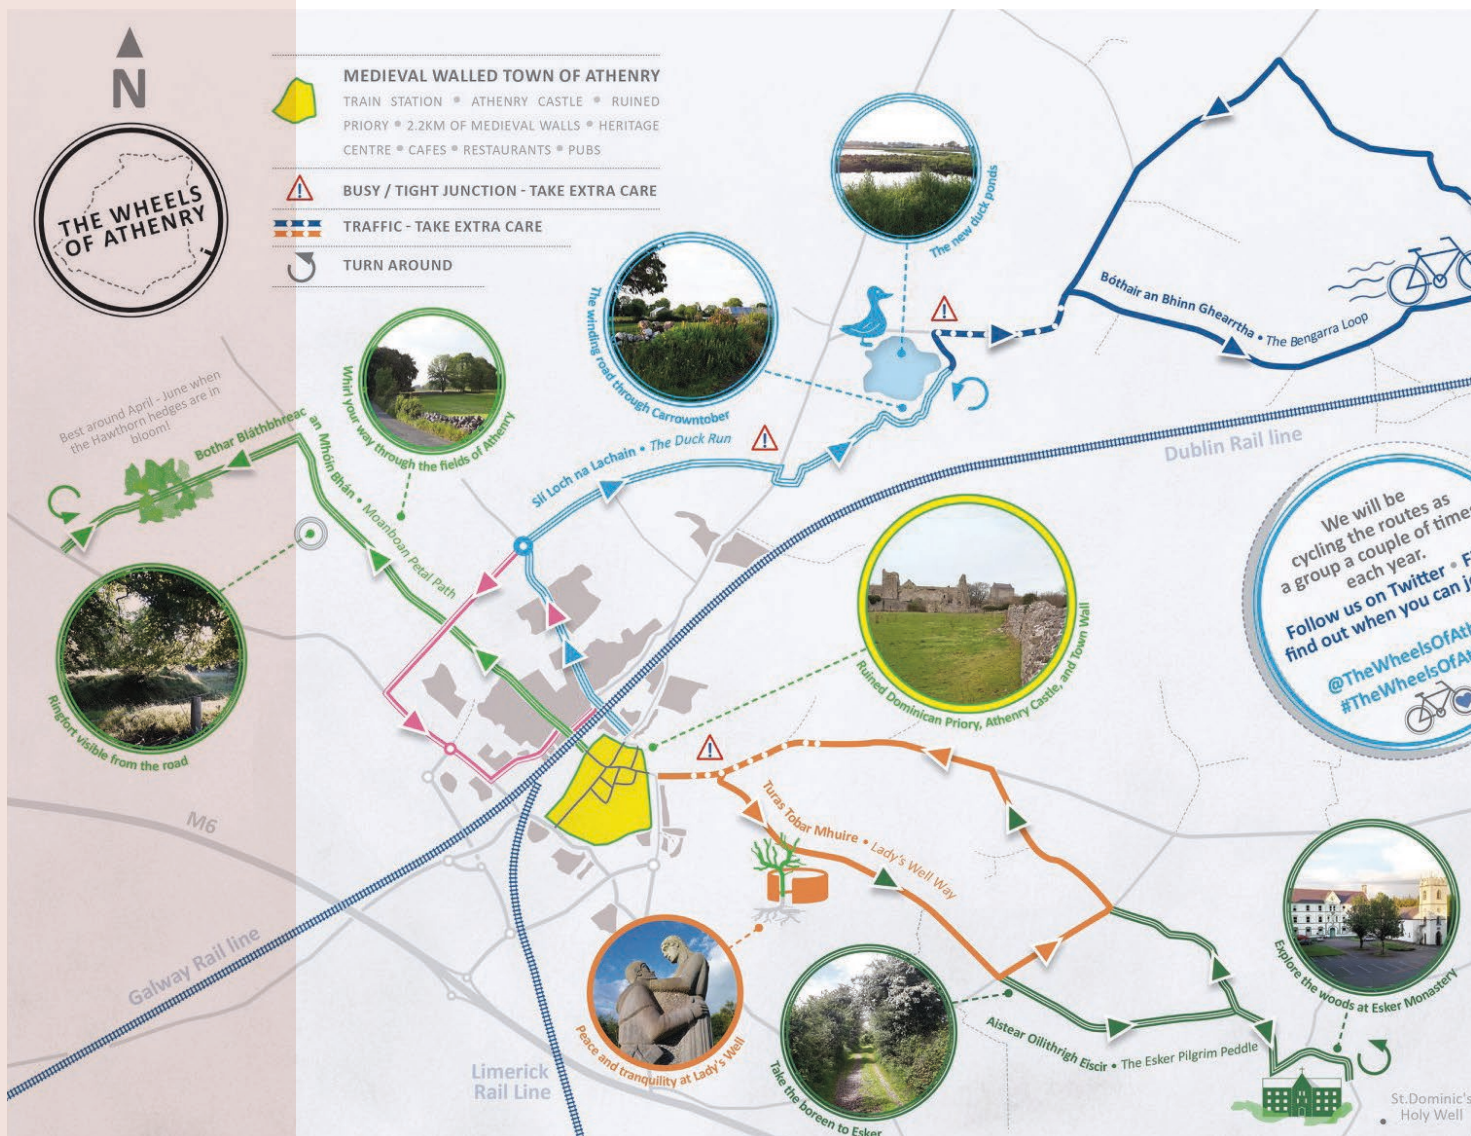 N
THE WHEELS
OF ATHENRY
MEDIEVAL WALLED TOWN OF ATHENRY
TRAIN STATION • ATHENRY CASTLE • RUINED
PRIORY • 2.2KM OF MEDIEVAL WALLS • HERITAGE
CENTRE • CAFES • RESTAURANTS • PUBS
BUSY / TIGHT JUNCTION - TAKE EXTRA CARE
TRAFFIC - TAKE EXTRA CARE
TURN AROUND
The new duck ponds
The winding road through Carrowntober
Bóthair an Bhinn Ghearrtha • The Bengarra Loop
Whirl your way through the fields of Athenry
Best around April - June when
the Hawthorn hedges are in
bloom!
Bothar Bláthbhreac an Mhóin Bhán • Moanboan Petal Path
Slí Loch na Lachain • The Duck Run
Dublin Rail line
We will be
cycling the routes as
a group a couple of times
each year.
Follow us on Twitter • F
find out when you can j
@TheWheelsOfAth
#TheWheelsOfAt
Ringfort visible from the road
Ruined Dominican Priory, Athenry Castle, and Town Wall
M6
Turas Tobar Mhuire • Lady's Well Way
Galway Rail line
Limerick
Rail Line
Peace and tranquility at Lady's Well
Take the boreen to Esker
Aistear Oilithrigh Eiscir • The Esker Pilgrim Peddle
Explore the woods at Esker Monastery
St.Dominic's
Holy Well